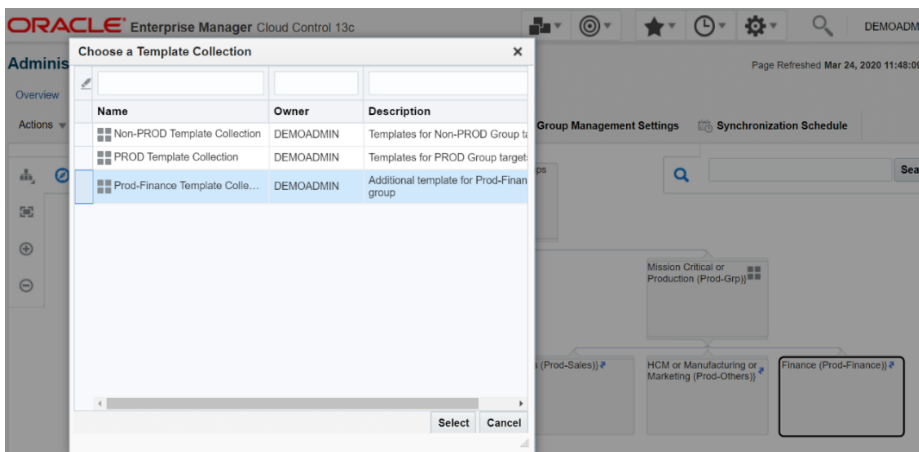 ORACLE Enterprise Manager Cloud Control 13c
DEMOADM
Choose a Template Collection
Adminis
Page Refreshed Mar 24, 2020 11:48:09
Overview
Name Owner Description
Actions
Group Management Settings Synchronization Schedule
Non-PROD Template Collection DEMOADMIN Templates for Non-PROD Group ta
PROD Template Collection DEMOADMIN Templates for PROD Group target
Prod-Finance Template Colle... DEMOADMIN Additional template for Prod-Finan
group
ps
Sea
Mission Critical or
Production (Prod-Grp)}
s (Prod-Sales)}
HCM or Manufacturing or
Marketing (Prod-Others)}
Finance (Prod-Finance)}
Select Cancel